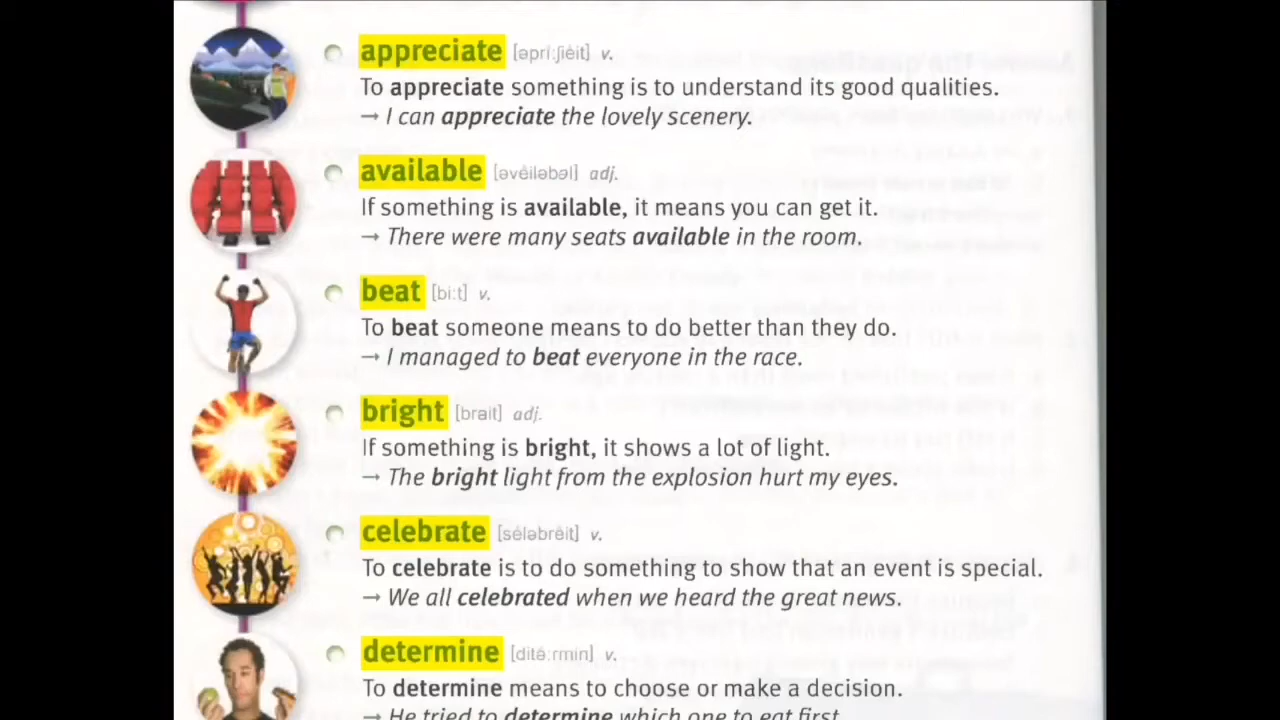 appreciate [əpríːʃièit] v.
To appreciate something is to understand its good qualities.
→ I can appreciate the lovely scenery.
available [əvéiləbəl] adj.
If something is available, it means you can get it.
→ There were many seats available in the room.
beat [biːt] v.
To beat someone means to do better than they do.
→ I managed to beat everyone in the race.
bright [brait] adj.
If something is bright, it shows a lot of light.
→ The bright light from the explosion hurt my eyes.
celebrate [séləbrèit] v.
To celebrate is to do something to show that an event is special.
→ We all celebrated when we heard the great news.
determine [ditə́ːrmin] v.
To determine means to choose or make a decision.
→ He tried to determine which one to eat first.